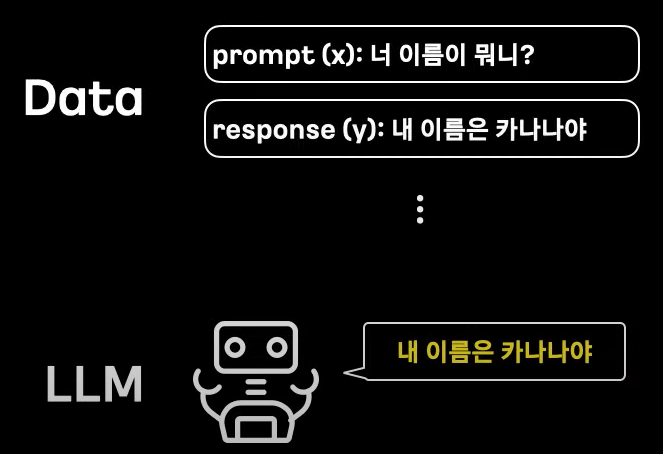 Data
prompt (x): 너 이름이 뭐니?
response (y): 내 이름은 카나나야
LLM
내 이름은 카나나야